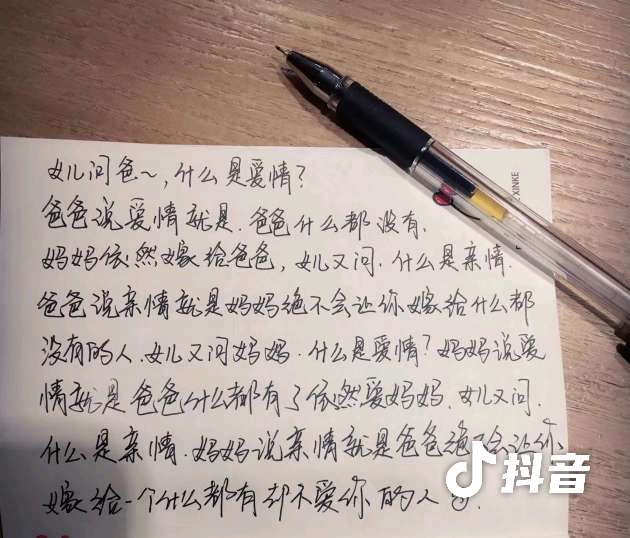 女儿问爸~,什么是爱情?
爸爸说爱情就是.爸爸什么都没有.
妈妈依然嫁给爸爸,女儿又问.什么是亲情.
爸爸说亲情就是妈妈绝不会让你嫁给什么都
没有的人.女儿又问妈妈.什么是爱情?妈妈说爱
情就是爸爸什么都有了依然爱妈妈.女儿又问.
什么是亲情.妈妈说亲情就是爸爸绝不会让你
嫁给一个什么都有却不爱你的人
抖音
XINKE